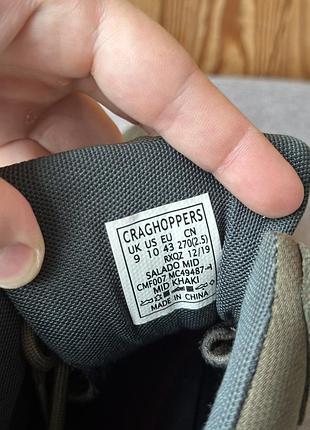 CRAGHOPPERS
UK US EU CN
9 10 43 270(2.5)
RXQZ 12/19
SALADO MID
CMF007 MC49487-A
MID KHAKI
MADE IN CHINA